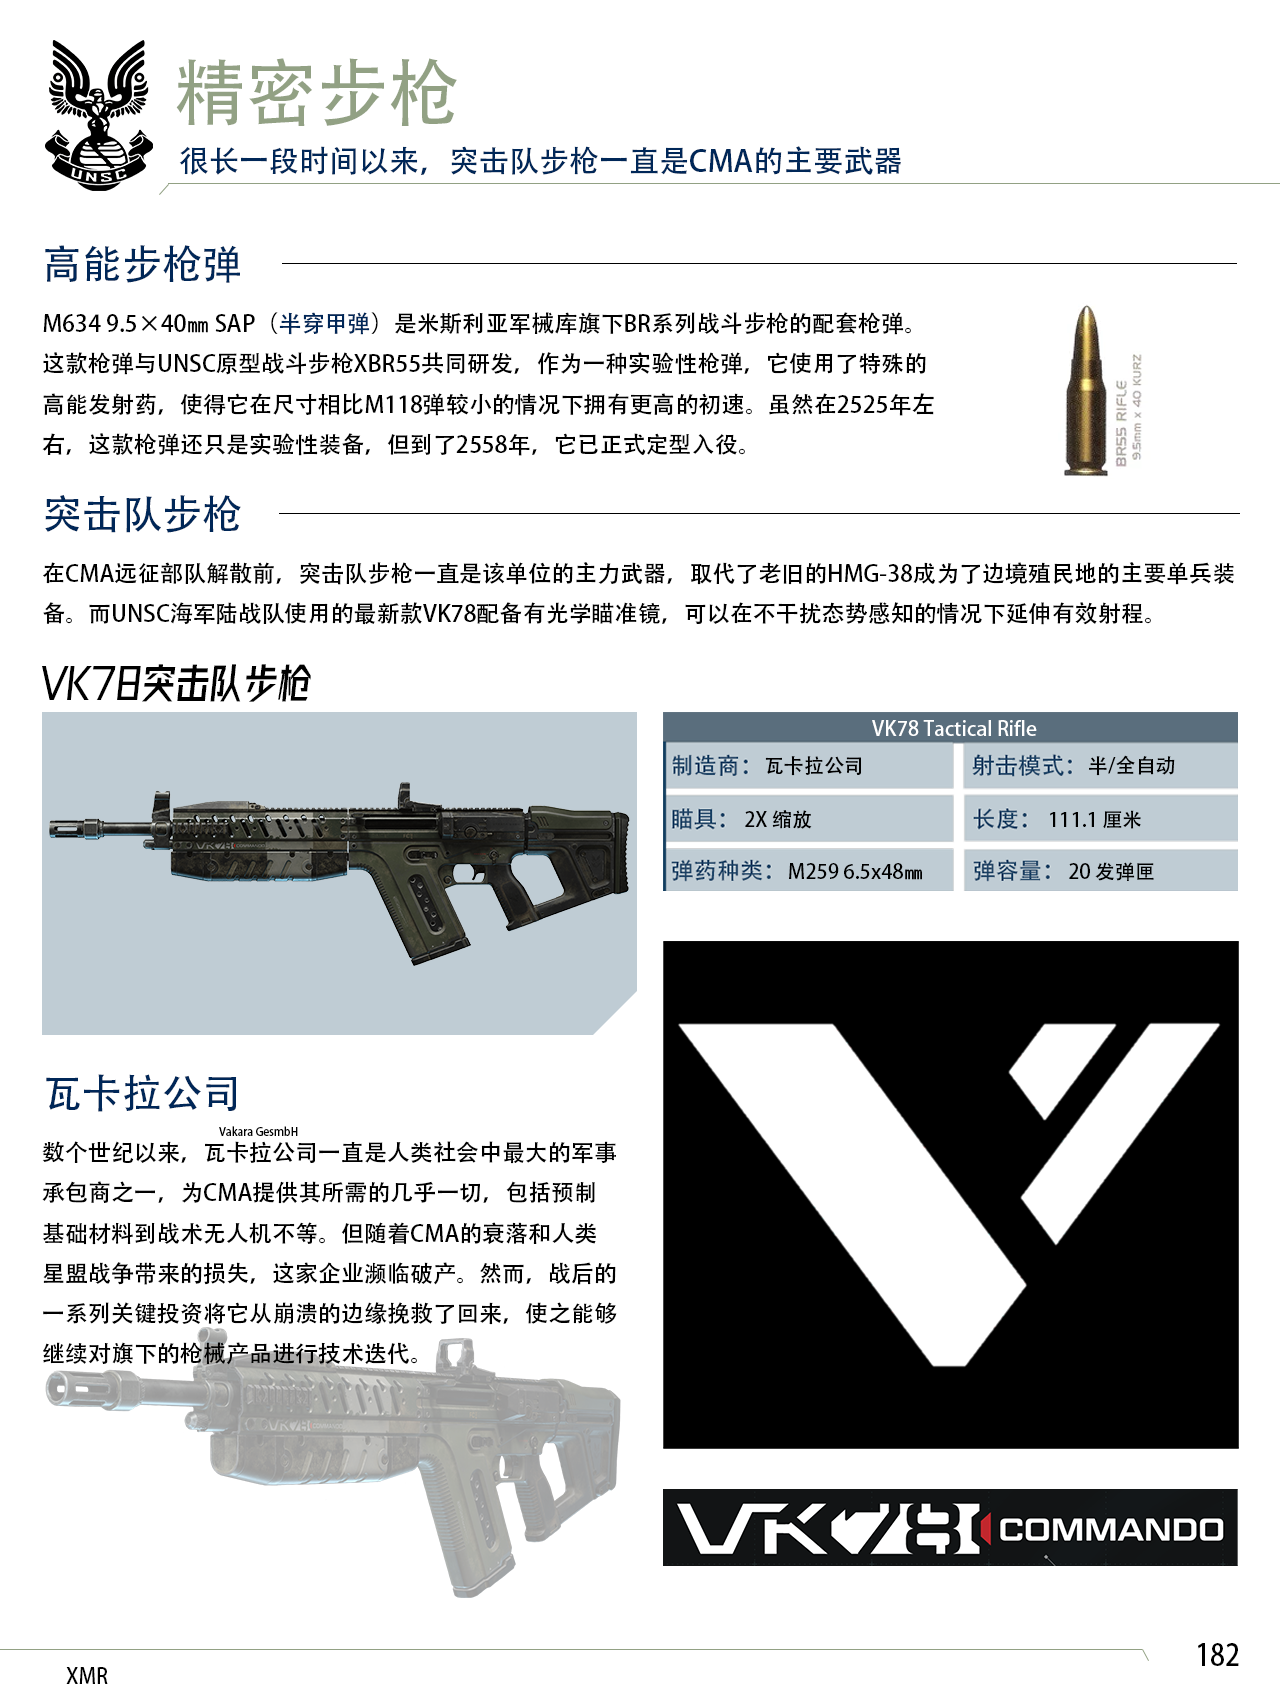 精密步枪
很长一段时间以来，突击队步枪一直是CMA的主要武器
UNSC
高能步枪弹
M634 9.5×40㎜ SAP（半穿甲弹）是米斯利亚军械库旗下BR系列战斗步枪的配套枪弹。
这款枪弹与UNSC原型战斗步枪XBR55共同研发，作为一种实验性枪弹，它使用了特殊的
高能发射药，使得它在尺寸相比M118弹较小的情况下拥有更高的初速。虽然在2525年左
右，这款枪弹还只是实验性装备，但到了2558年，它已正式定型入役。
BR55 RIFLE
9.5mm x 40 KURZ
突击队步枪
在CMA远征部队解散前，突击队步枪一直是该单位的主力武器，取代了老旧的HMG-38成为了边境殖民地的主要单兵装
备。而UNSC海军陆战队使用的最新款VK78配备有光学瞄准镜，可以在不干扰态势感知的情况下延伸有效射程。
VK78突击队步枪
VK78 COMMANDO
VK78 Tactical Rifle
制造商：瓦卡拉公司
射击模式：半/全自动
瞄具：2X 缩放
长度：111.1 厘米
弹药种类：M259 6.5x48㎜
弹容量：20 发弹匣
瓦卡拉公司
Vakara GesmbH
数个世纪以来，瓦卡拉公司一直是人类社会中最大的军事
承包商之一，为CMA提供其所需的几乎一切，包括预制
基础材料到战术无人机不等。但随着CMA的衰落和人类
星盟战争带来的损失，这家企业濒临破产。然而，战后的
一系列关键投资将它从崩溃的边缘挽救了回来，使之能够
继续对旗下的枪械产品进行技术迭代。
VK78
VK78 COMMANDO
182
XMR